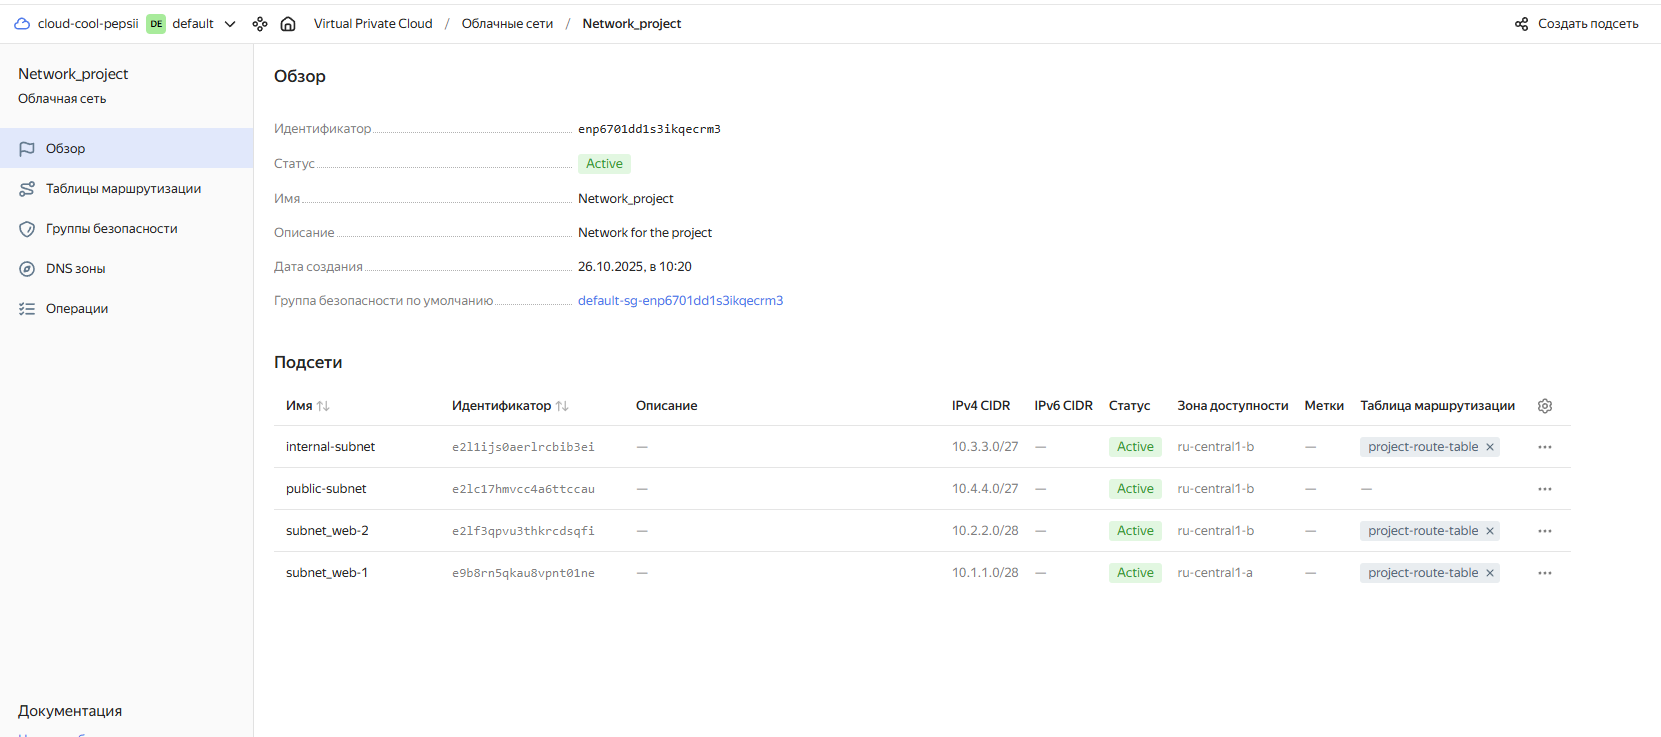 cloud-cool-pepsii DE default Virtual Private Cloud / Облачные сети / Network_project Создать подсеть
Network_project
Облачная сеть
Обзор
Таблицы маршрутизации
Группы безопасности
DNS зоны
Операции
Документация
Обзор
Идентификатор enp6701dd1s3ikqecrm3
Статус Active
Имя Network_project
Описание Network for the project
Дата создания 26.10.2025, в 10:20
Группа безопасности по умолчанию default-sg-enp6701dd1s3ikqecrm3
Подсети
Имя Идентификатор Описание IPv4 CIDR IPv6 CIDR Статус Зона доступности Метки Таблица маршрутизации
internal-subnet e2l1ijs0aerlrcbib3ei — 10.3.3.0/27 — Active ru-central1-b — project-route-table ×
public-subnet e2lc17hmvcc4a6ttccau — 10.4.4.0/27 — Active ru-central1-b — —
subnet_web-2 e2lf3qpvu3thkrcdsqfi — 10.2.2.0/28 — Active ru-central1-b — project-route-table ×
subnet_web-1 e9b8rn5qkau8vpnt01ne — 10.1.1.0/28 — Active ru-central1-a — project-route-table ×